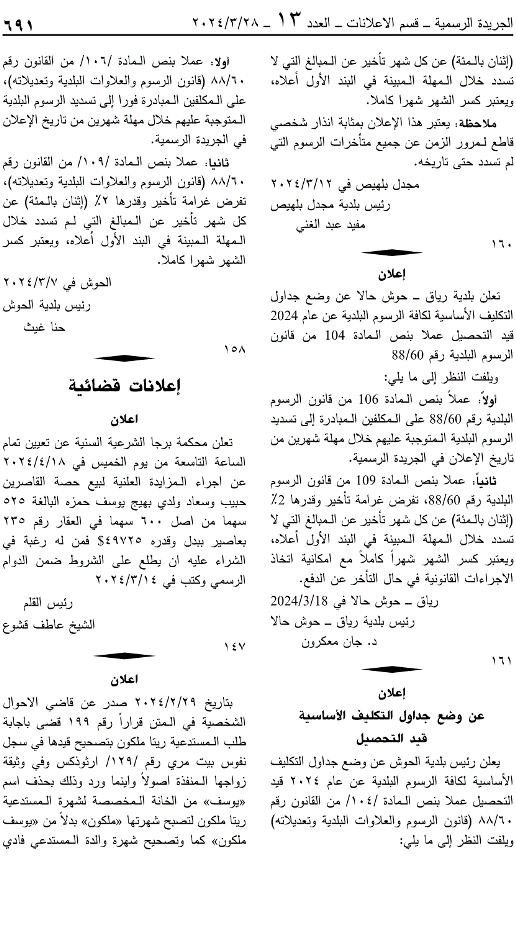 الجريدة الرسمية ــ قسم الاعلانات ــ العدد ١٣ ــ ٢٠٢٤/٣/٢٨
٦٩١
(إثنان بالمئة) عن كل شهر تأخير عن المبالغ التي لا
تسدد خلال المهلة المبينة في البند الأول أعلاه،
ويعتبر كسر الشهر شهرا كاملا.
ملاحظة: يعتبر هذا الإعلان بمثابة انذار شخصي
قاطع لمرور الزمن عن جميع متأخرات الرسوم التي
لم تسدد حتى تاريخه.
مجدل بلهيص في ٢٠٢٤/٣/١٢
رئيس بلدية مجدل بلهيص
مفيد عبد الغني
١٦٠
إعلان
تعلن بلدية رياق ــ حوش حالا عن وضع جداول
التكليف الأساسية لكافة الرسوم البلدية عن عام 2024
قيد التحصيل عملا بنص المادة 104 من قانون
الرسوم البلدية رقم 88/60
ويلفت النظر إلى ما يلي:
أولاً: عملاً بنص المادة 106 من قانون الرسوم
البلدية رقم 88/60 على المكلفين المبادرة إلى تسديد
الرسوم البلدية المتوجبة عليهم خلال مهلة شهرين من
تاريخ الإعلان في الجريدة الرسمية.
ثانياً: عملا بنص المادة 109 من قانون الرسوم
البلدية رقم 88/60، تفرض غرامة تأخير وقدرها 2٪
(إثنان بالمئة) عن كل شهر تأخير عن المبالغ التي لا
تسدد خلال المهلة المبينة في البند الأول أعلاه،
ويعتبر كسر الشهر شهراً كاملاً مع امكانية اتخاذ
الاجراءات القانونية في حال التأخر عن الدفع.
رياق ــ حوش حالا في 2024/3/18
رئيس بلدية رياق ــ حوش حالا
د. جان معكرون
١٦١
إعلان
عن وضع جداول التكليف الأساسية
قيد التحصيل
يعلن رئيس بلدية الحوش عن وضع جداول التكليف
الأساسية لكافة الرسوم البلدية عن عام ٢٠٢٤ قيد
التحصيل عملا بنص المادة /١٠٤/ من القانون رقم
٨٨/٦٠ (قانون الرسوم والعلاوات البلدية وتعديلاته)
ويلفت النظر إلى ما يلي:
اولا: عملا بنص المادة /١٠٦/ من القانون رقم
٨٨/٦٠ (قانون الرسوم والعلاوات البلدية وتعديلاته)،
على المكلفين المبادرة فورا إلى تسديد الرسوم البلدية
المتوجبة عليهم خلال مهلة شهرين من تاريخ الإعلان
في الجريدة الرسمية.
ثانيا: عملا بنص المادة /١٠٩/ من القانون رقم
٨٨/٦٠ (قانون الرسوم والعلاوات البلدية وتعديلاته)،
تفرض غرامة تأخير وقدرها ٢٪ (إثنان بالمئة) عن
كل شهر تأخير عن المبالغ التي لم تسدد خلال
المهلة المبينة في البند الأول أعلاه، ويعتبر كسر
الشهر شهرا كاملا.
الحوش في ٢٠٢٤/٣/٧
رئيس بلدية الحوش
حنا غيث
١٥٨
إعلانات قضائية
اعلان
تعلن محكمة برجا الشرعية السنية عن تعيين تمام
الساعة التاسعة من يوم الخميس في ٢٠٢٤/٤/١٨
عن اجراء المزايدة العلنية لبيع حصة القاصرين
حبيب وسعاد ولدي بهيج يوسف حمزه البالغة ٥٢٥
سهما من اصل ٦٠٠ سهما في العقار رقم ٢٣٥
بعاصير ببدل وقدره ٤٩٧٢٥$ فمن له رغبة في
الشراء عليه ان يطلع على الشروط ضمن الدوام
الرسمي وكتب في ٢٠٢٤/٣/١٤
رئيس القلم
الشيخ عاطف قشوع
١٤٧
اعلان
بتاريخ ٢٠٢٤/٢/٢٩ صدر عن قاضي الاحوال
الشخصية في المتن قراراً رقم ١٩٩ قضى باجابة
طلب المستدعية ريتا ملكون بتصحيح قيدها في سجل
نفوس بيت مري رقم /١٢٩/ ارثوذكس وفي وثيقة
زواجها المنفذة اصولاً واينما ورد وذلك بحذف اسم
«يوسف» من الخانة المخصصة لشهرة المستدعية
ريتا ملكون لتصبح شهرتها «ملكون» بدلاً من «يوسف
ملكون» كما وتصحيح شهرة والدة المستدعي فادي